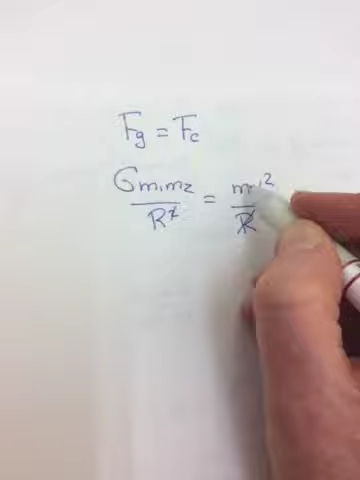 Fg = Fc
Gm1m2 / R2 = mv2 / R